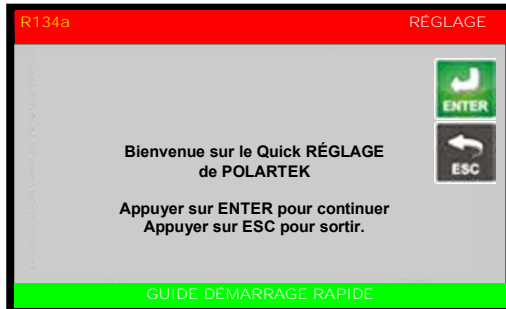 R134a RÉGLAGE
ENTER
ESC
Bienvenue sur le Quick RÉGLAGE
de POLARTEK
Appuyer sur ENTER pour continuer
Appuyer sur ESC pour sortir.
GUIDE DÉMARRAGE RAPIDE